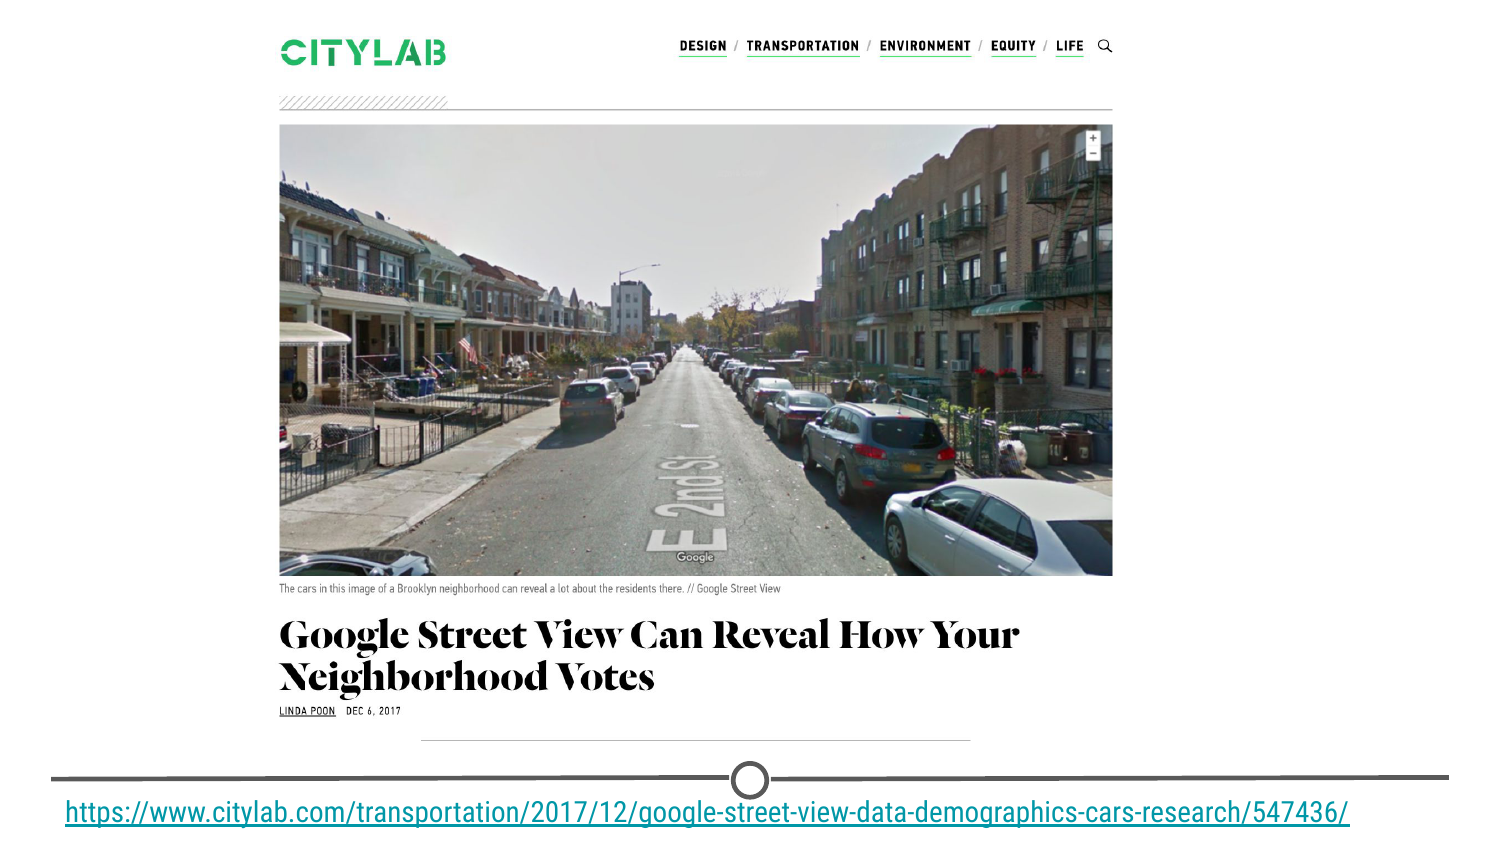 CITYLAB
DESIGN / TRANSPORTATION / ENVIRONMENT / EQUITY / LIFE
+
−
E 2nd St
Google
The cars in this image of a Brooklyn neighborhood can reveal a lot about the residents there. // Google Street View
Google Street View Can Reveal How Your
Neighborhood Votes
LINDA POON DEC 6, 2017
https://www.citylab.com/transportation/2017/12/google-street-view-data-demographics-cars-research/547436/